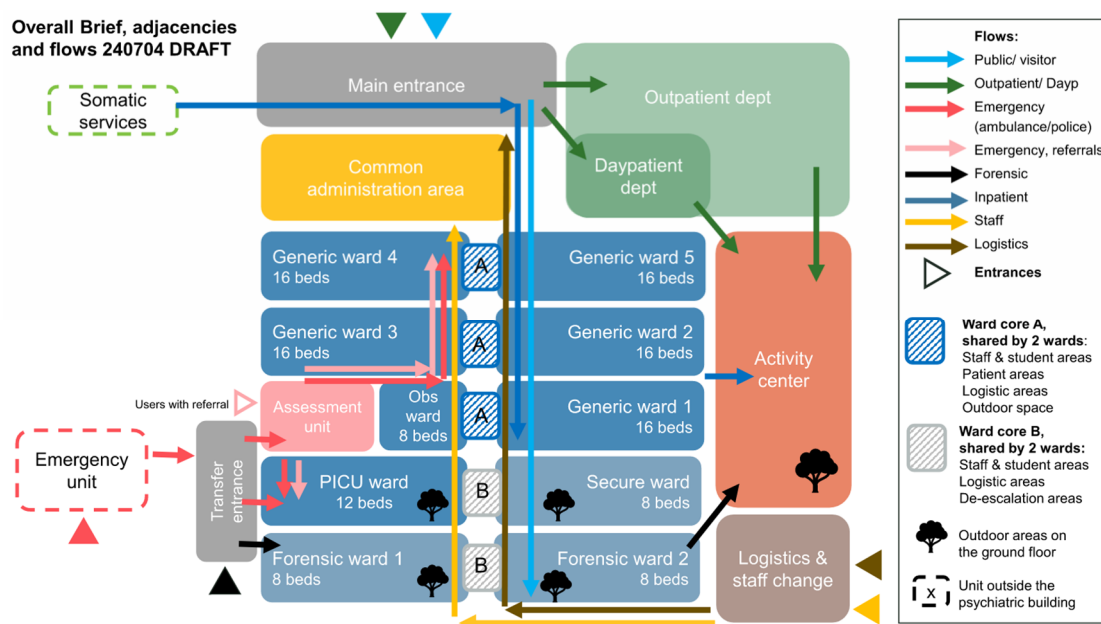 Overall Brief, adjacencies
and flows 240704 DRAFT
Somatic
services
Main entrance
Outpatient dept
Common
administration area
Daypatient
dept
Generic ward 4
16 beds
A
Generic ward 5
16 beds
Generic ward 3
16 beds
A
Generic ward 2
16 beds
Activity
center
Users with referral
Assessment
unit
Obs
ward
8 beds
A
Generic ward 1
16 beds
Emergency
unit
Transfer
entrance
PICU ward
12 beds
B
Secure ward
8 beds
Forensic ward 1
8 beds
B
Forensic ward 2
8 beds
Logistics &
staff change
Flows:
Public/ visitor
Outpatient/ Dayp
Emergency
(ambulance/police)
Emergency, referrals
Forensic
Inpatient
Staff
Logistics
Entrances
Ward core A,
shared by 2 wards:
Staff & student areas
Patient areas
Logistic areas
Outdoor space
Ward core B,
shared by 2 wards:
Staff & student areas
Logistic areas
De-escalation areas
Outdoor areas on
the ground floor
x
Unit outside the
psychiatric building